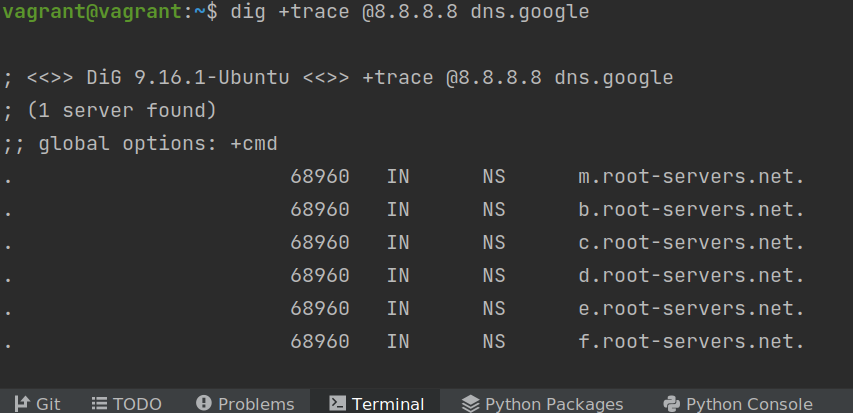 vagrant@vagrant:~$ dig +trace @8.8.8.8 dns.google
; <<>> DiG 9.16.1-Ubuntu <<>> +trace @8.8.8.8 dns.google
; (1 server found)
;; global options: +cmd
. 68960 IN NS m.root-servers.net.
. 68960 IN NS b.root-servers.net.
. 68960 IN NS c.root-servers.net.
. 68960 IN NS d.root-servers.net.
. 68960 IN NS e.root-servers.net.
. 68960 IN NS f.root-servers.net.
Git TODO Problems Terminal Python Packages Python Console